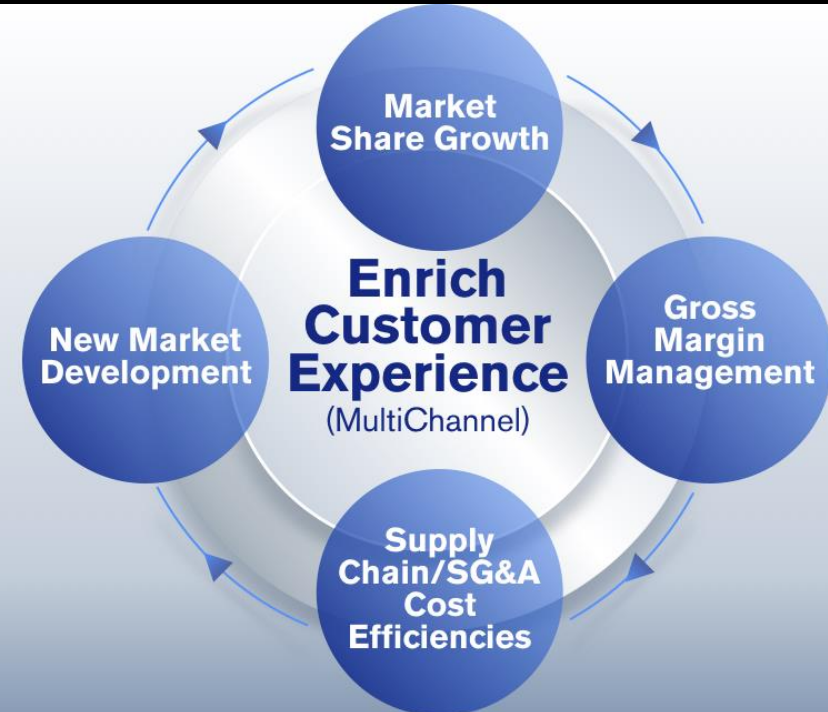 Market
Share Growth
Gross
Margin
Management
Supply
Chain/SG&A
Cost
Efficiencies
New Market
Development
Enrich
Customer
Experience
(MultiChannel)